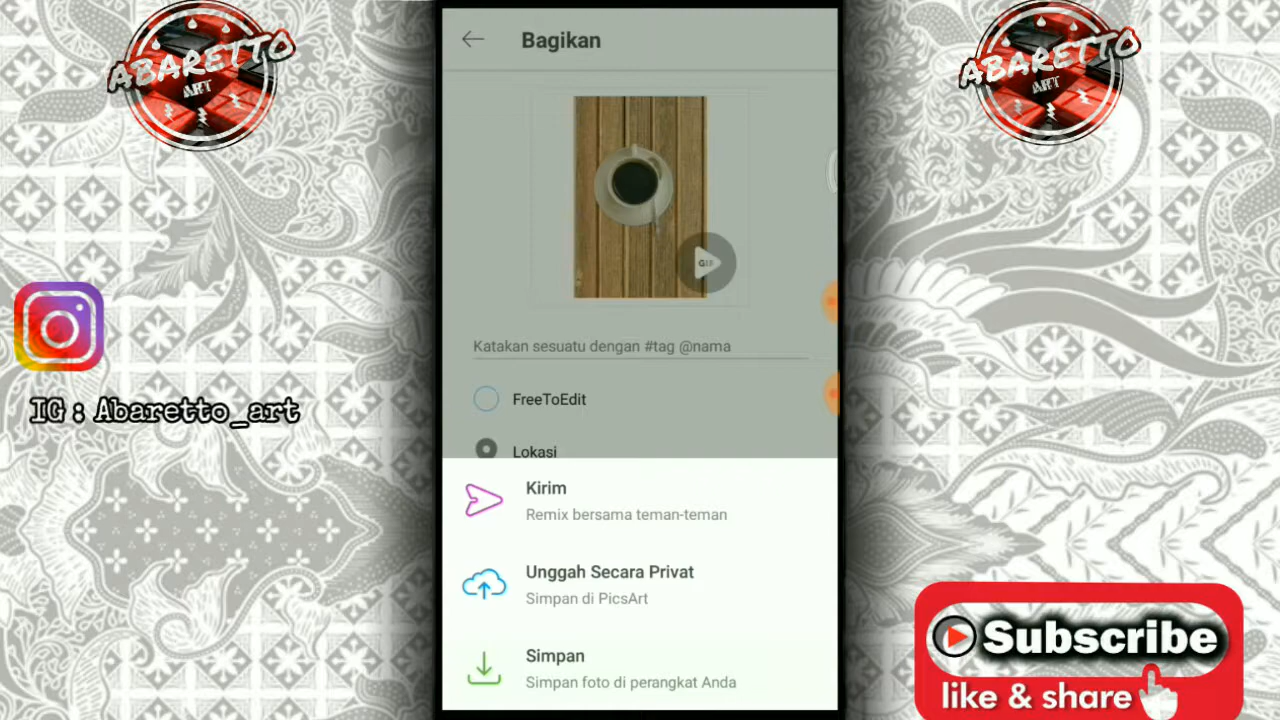 ABARETTO
ART
ABARETTO
ART
Bagikan
GIF
Katakan sesuatu dengan #tag @nama
FreeToEdit
Lokasi
Kirim
Remix bersama teman-teman
Unggah Secara Privat
Simpan di PicsArt
Simpan
Simpan foto di perangkat Anda
IG : Abaretto_art
Subscribe
like & share